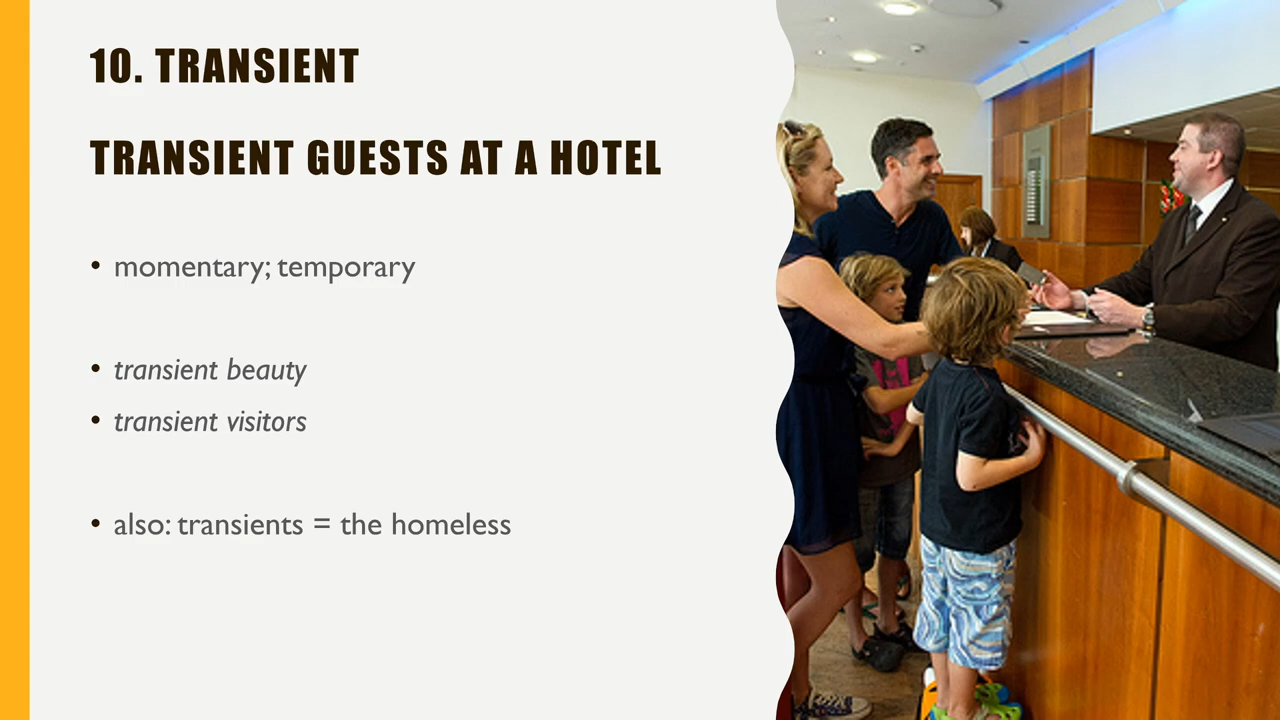 10. TRANSIENT
TRANSIENT GUESTS AT A HOTEL
• momentary; temporary
• transient beauty
• transient visitors
• also: transients = the homeless